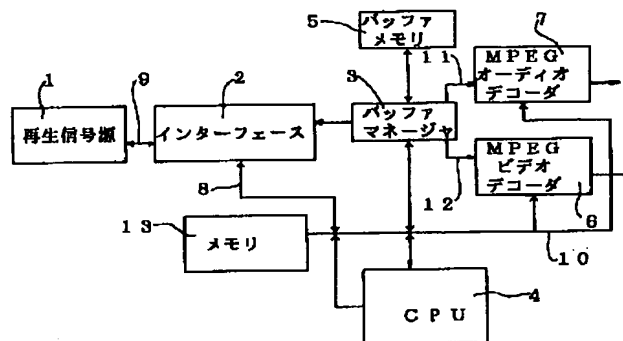 5
バッファ
メモリ
11
7
MPEG
オーディオ
デコーダ
1
9
2
3
再生信号源
インターフェース
バッファ
マネージャ
MPEG
ビデオ
デコーダ
8
12
6
13
メモリ
10
4
CPU